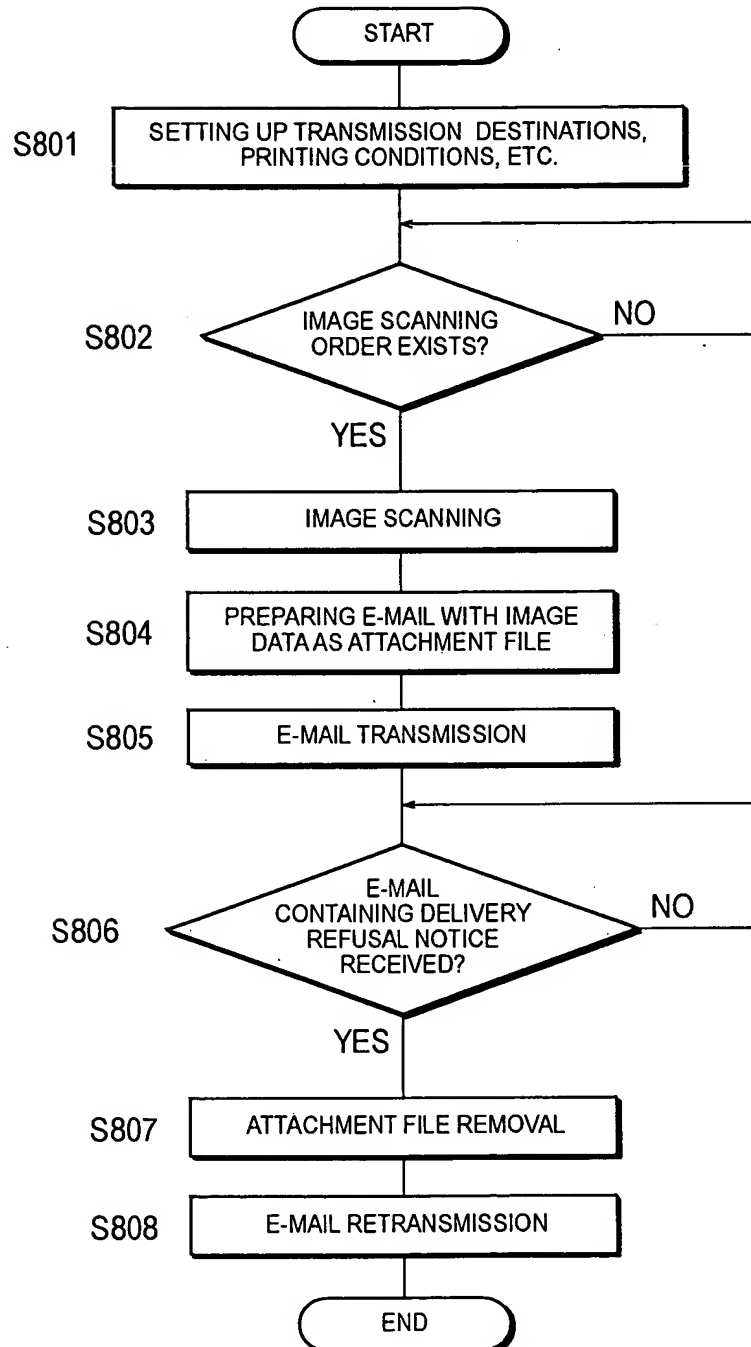 START
S801
SETTING UP TRANSMISSION DESTINATIONS,
PRINTING CONDITIONS, ETC.
S802
IMAGE SCANNING
ORDER EXISTS?
NO
YES
S803
IMAGE SCANNING
S804
PREPARING E-MAIL WITH IMAGE
DATA AS ATTACHMENT FILE
S805
E-MAIL TRANSMISSION
S806
E-MAIL
CONTAINING DELIVERY
REFUSAL NOTICE
RECEIVED?
NO
YES
S807
ATTACHMENT FILE REMOVAL
S808
E-MAIL RETRANSMISSION
END